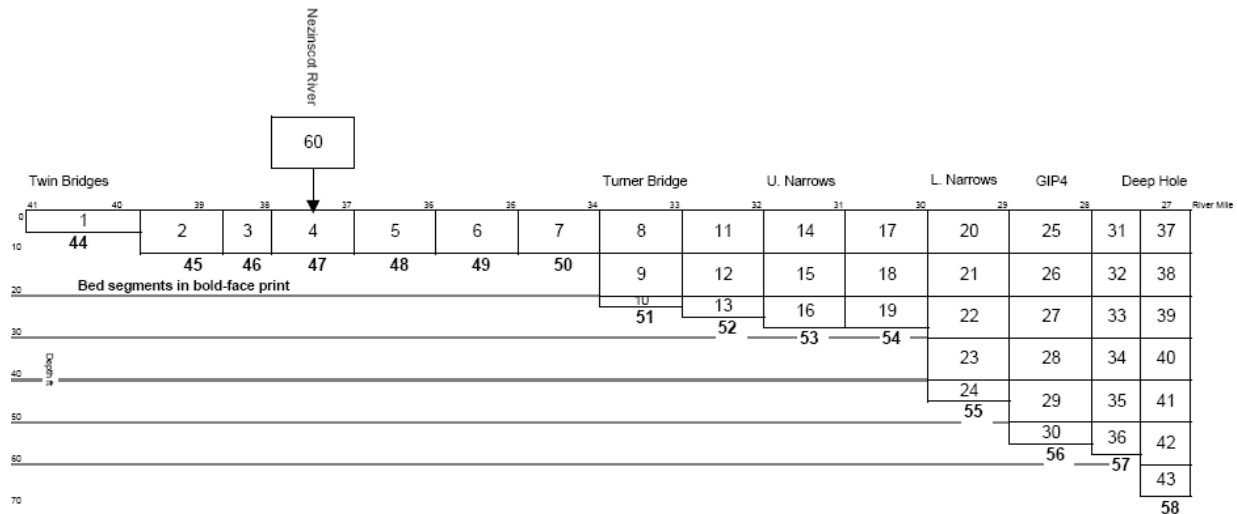 Nezinscot River
60
Twin Bridges Turner Bridge U. Narrows L. Narrows GIP4 Deep Hole
41 40 39 38 37 36 35 34 33 32 31 30 29 28 27 River Mile
0
1 2 3 4 5 6 7 8 11 14 17 20 25 31 37
44
10
45 46 47 48 49 50
9 12 15 18 21 26 32 38
Bed segments in bold-face print
20
10 13 16 19 22 27 33 39
51 52 53 54
30
23 28 34 40
Depth ft
40
24 29 35 41
55
50
30 36 42
56 57
60
43
70
58